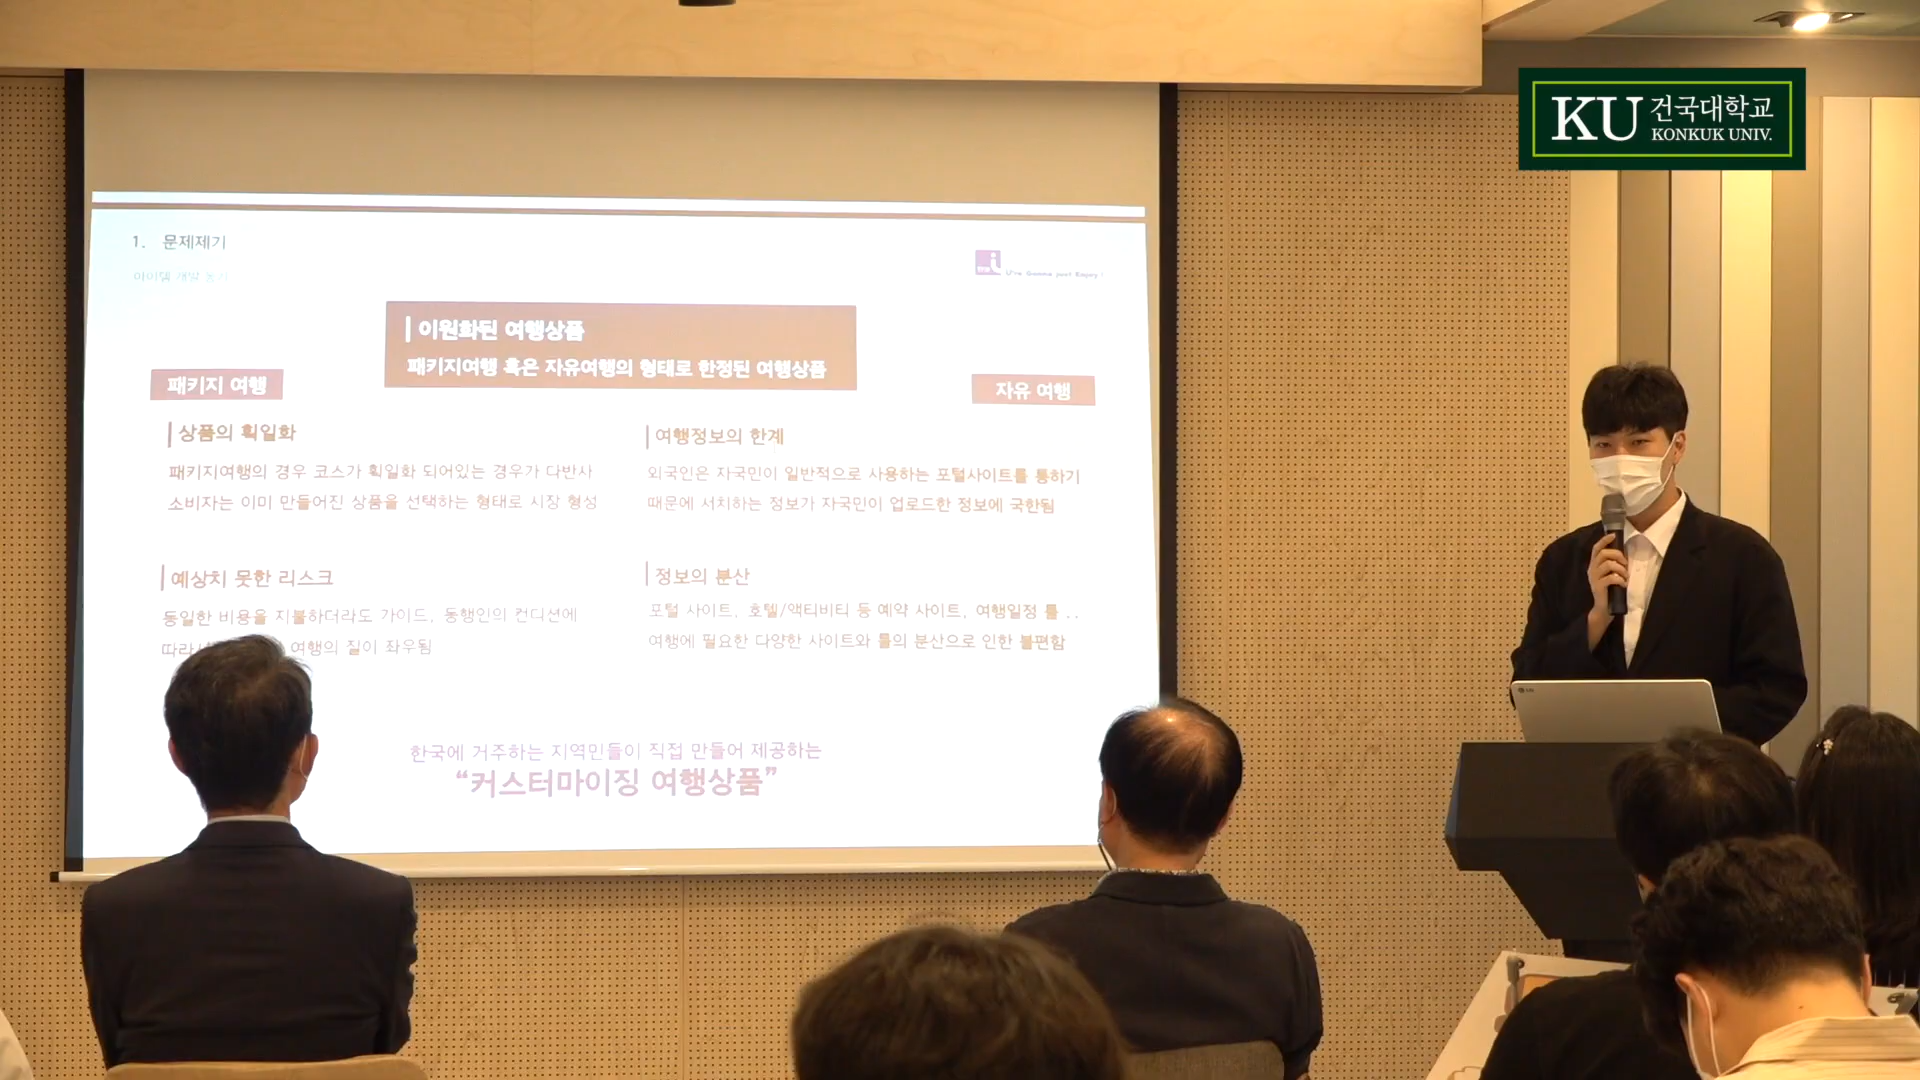 KU 건국대학교
KONKUK UNIV.
1. 문제제기
아이템 개발 동기
U're Gonna just Enjoy!
이원화된 여행상품
패키지여행 혹은 자유여행의 형태로 한정된 여행상품
패키지 여행
상품의 획일화
패키지여행의 경우 코스가 획일화 되어있는 경우가 다반사
소비자는 이미 만들어진 상품을 선택하는 형태로 시장 형성
예상치 못한 리스크
동일한 비용을 지불하더라도 가이드, 동행인의 컨디션에
여행의 질이 좌우됨
자유 여행
여행정보의 한계
외국인은 자국민이 일반적으로 사용하는 포털사이트를 통하기
때문에 서치하는 정보가 자국민이 업로드한 정보에 국한됨
정보의 분산
포털 사이트, 호텔/액티비티 등 예약 사이트, 여행일정 툴 ..
여행에 필요한 다양한 사이트와 툴의 분산으로 인한 불편함
한국에 거주하는 지역민들이 직접 만들어 제공하는
“커스터마이징 여행상품”